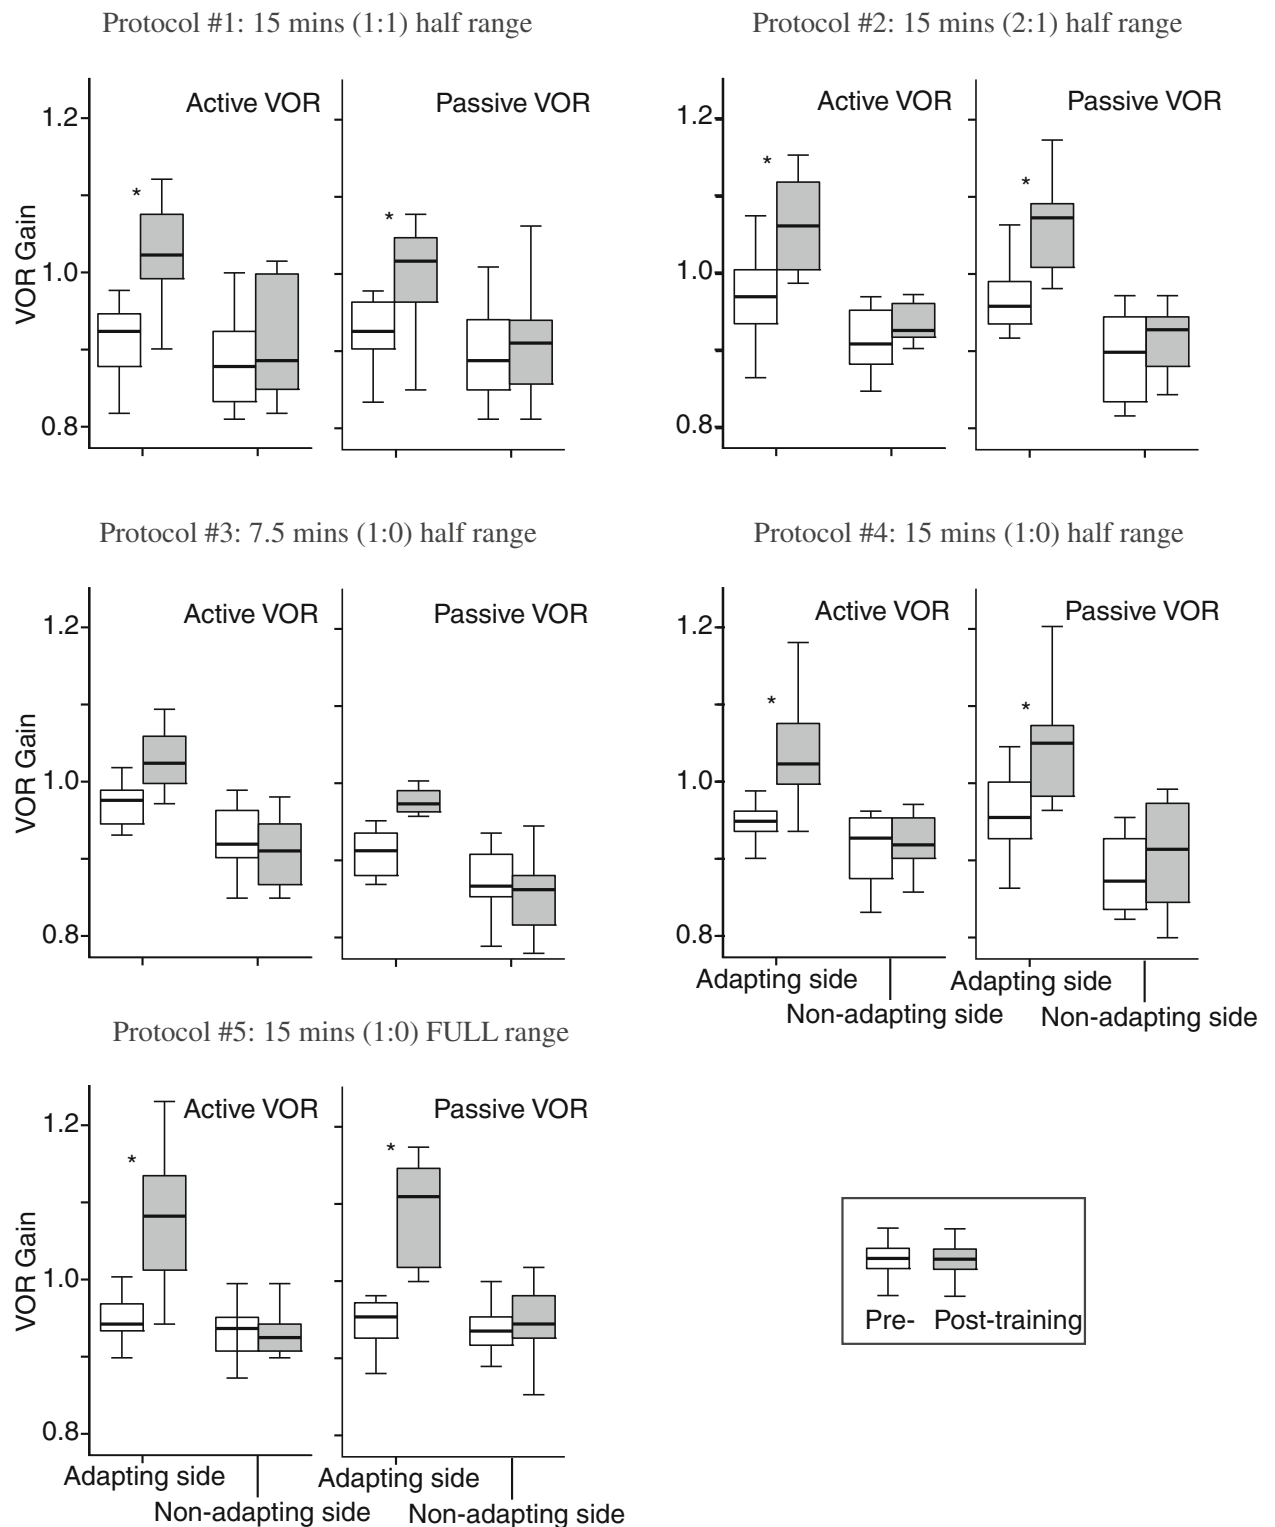 Protocol #1: 15 mins (1:1) half range
Active VOR
Passive VOR
*
*
1.2
1.0
0.8
VOR Gain
Protocol #2: 15 mins (2:1) half range
Active VOR
Passive VOR
*
*
1.2
1.0
0.8
Protocol #3: 7.5 mins (1:0) half range
Active VOR
Passive VOR
1.2
1.0
0.8
VOR Gain
Protocol #4: 15 mins (1:0) half range
Active VOR
Passive VOR
*
*
1.2
1.0
0.8
Adapting side
Non-adapting side
Adapting side
Non-adapting side
Protocol #5: 15 mins (1:0) FULL range
Active VOR
Passive VOR
*
*
1.2
1.0
0.8
VOR Gain
Adapting side
Non-adapting side
Adapting side
Non-adapting side
Pre- Post-training